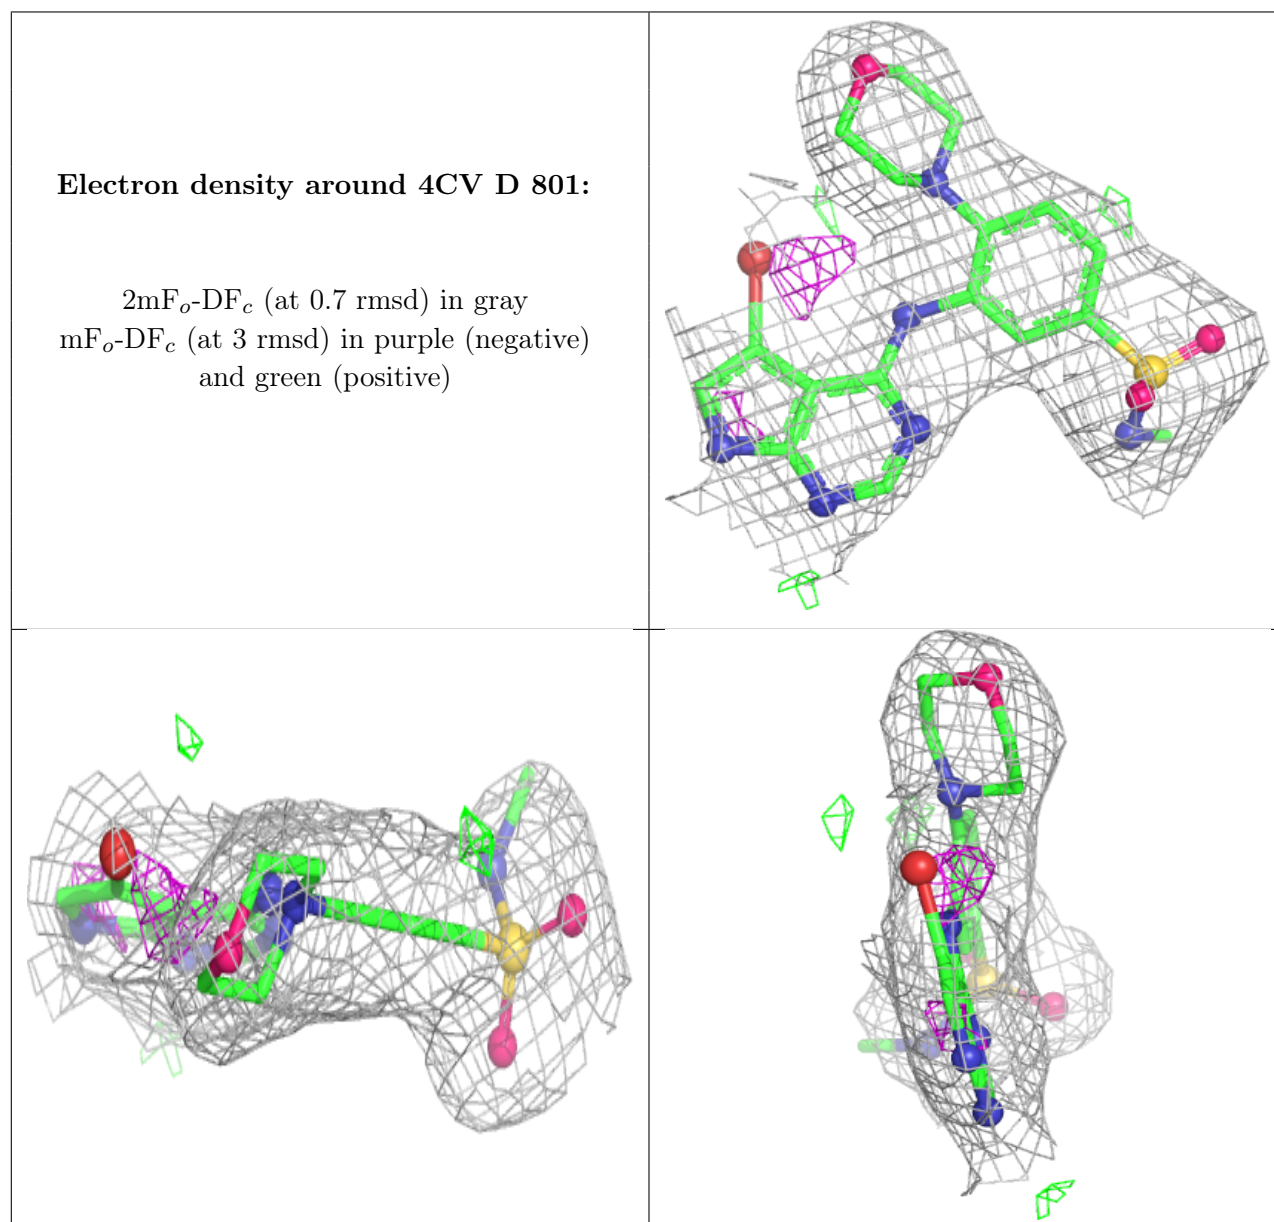 Electron density around 4CV D 801:
2mFo-DFc (at 0.7 rmsd) in gray
mFo-DFc (at 3 rmsd) in purple (negative)
and green (positive)